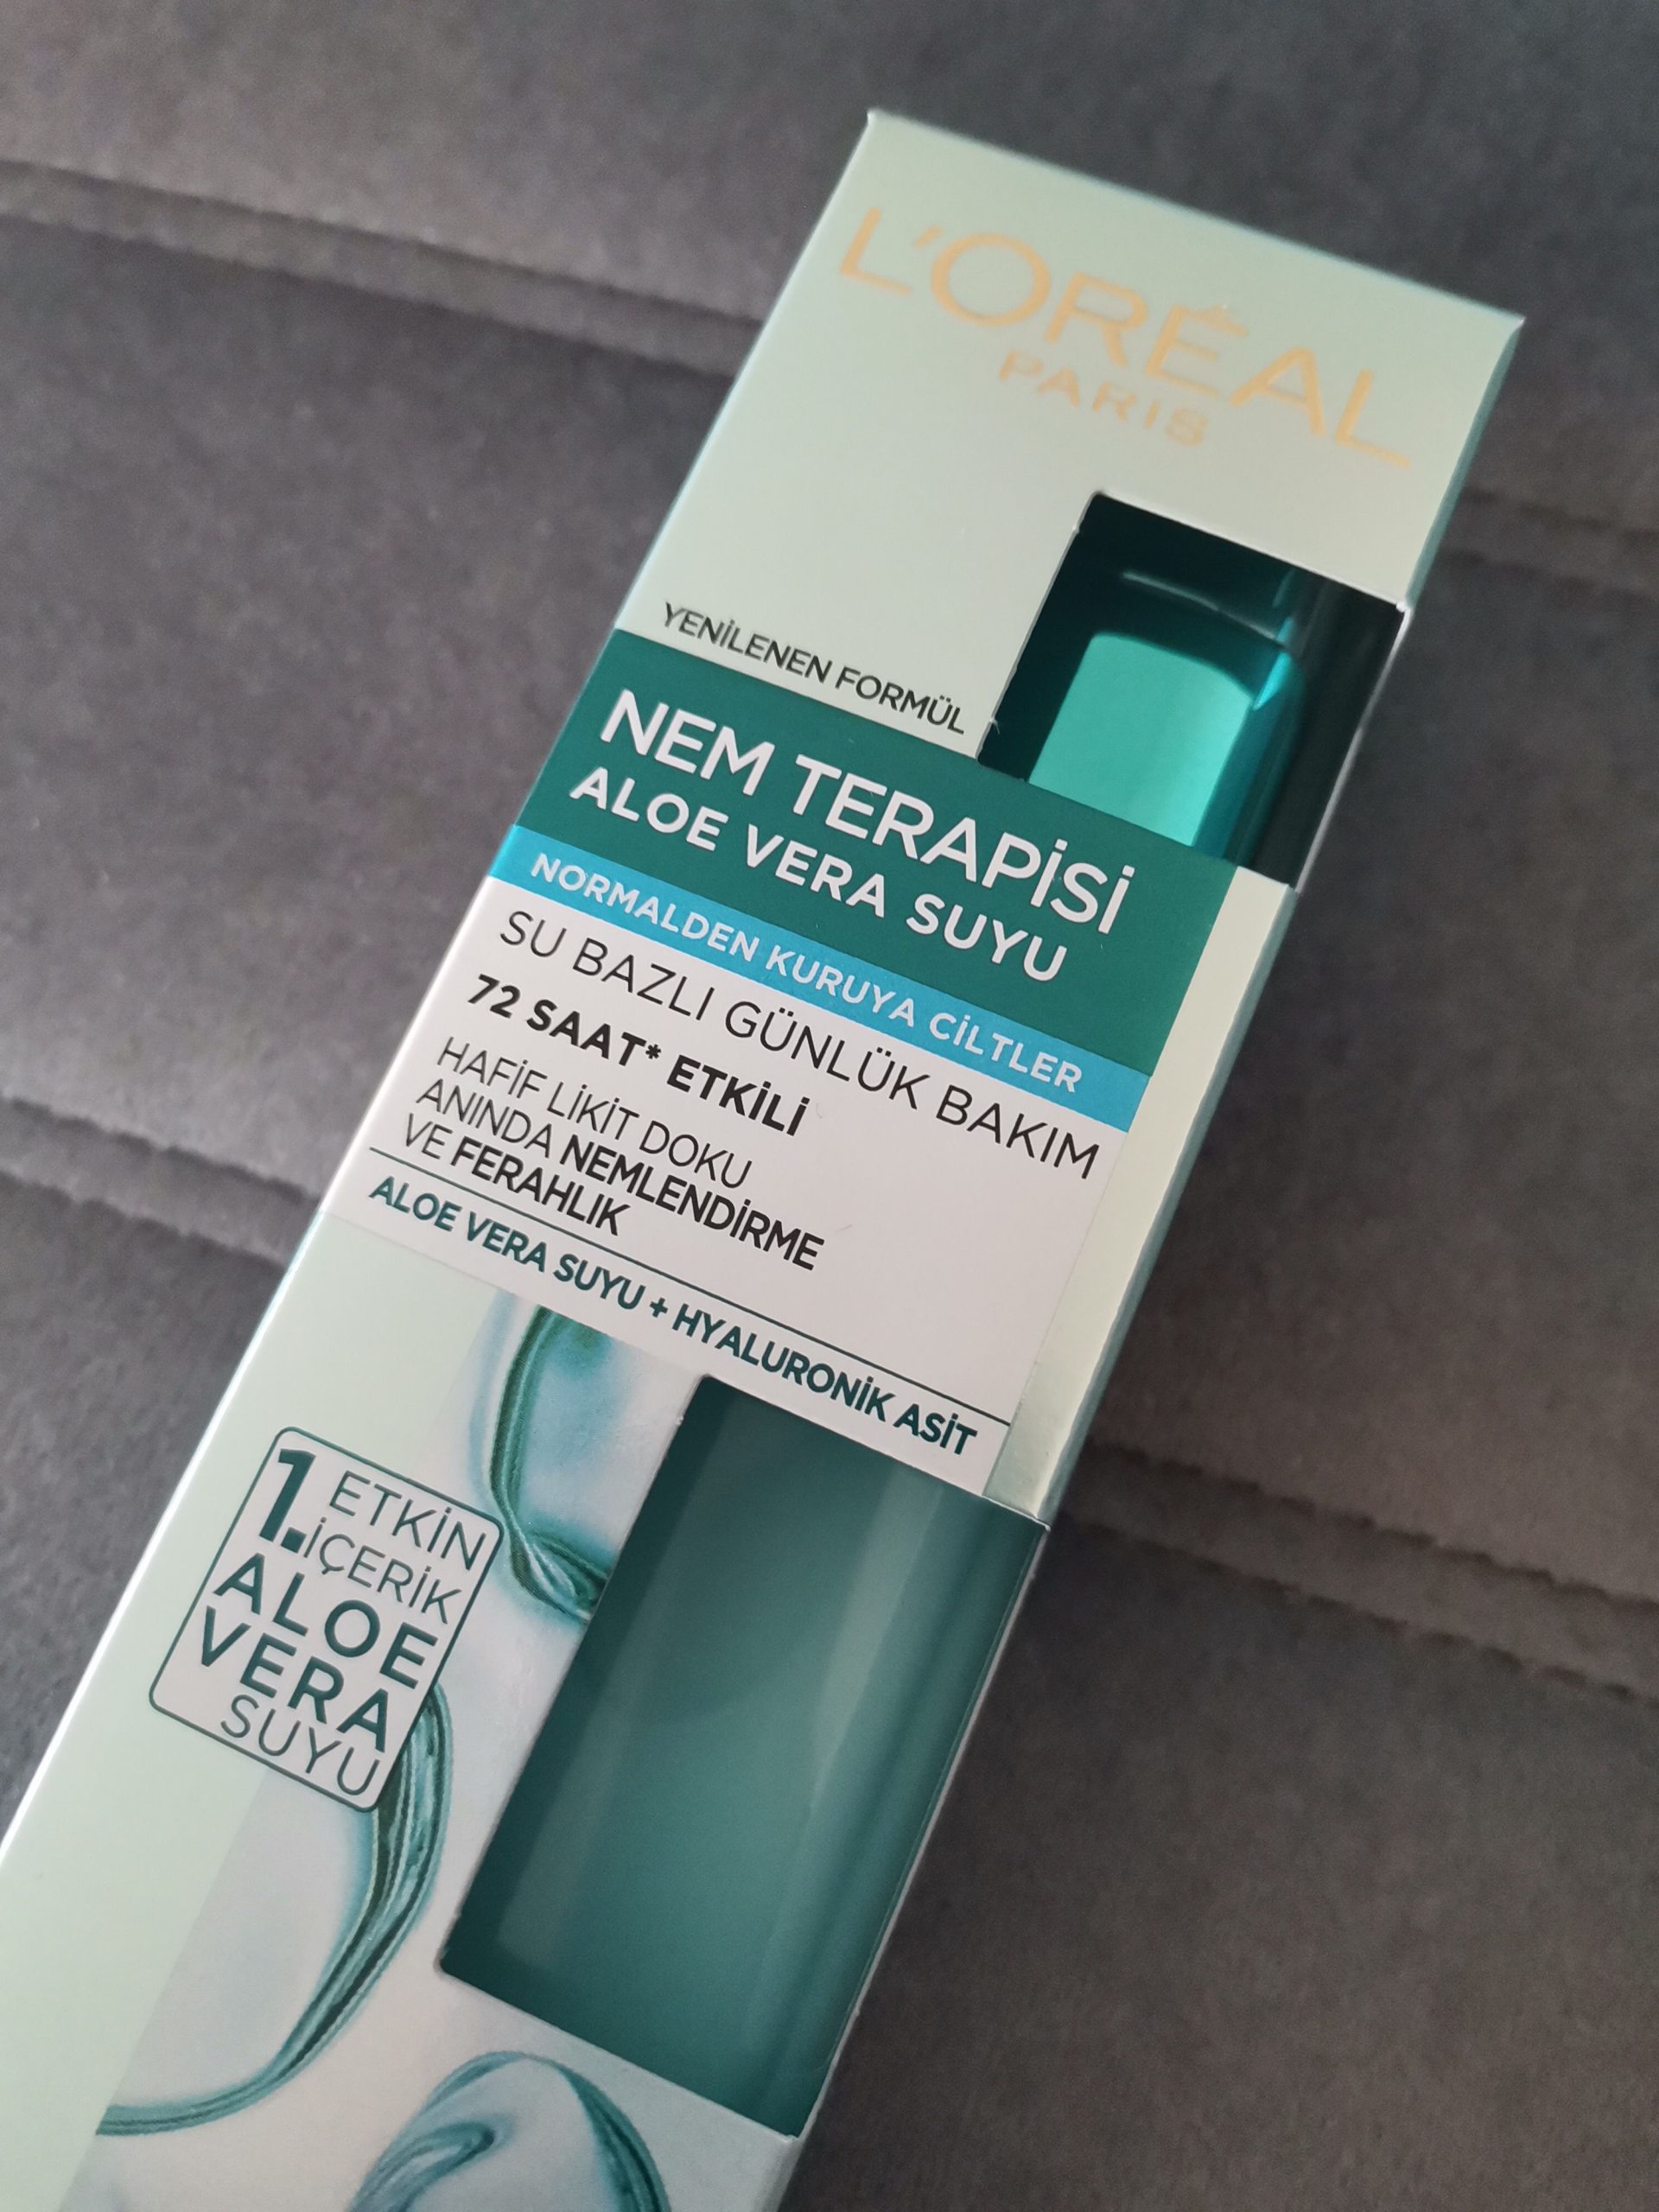 L'ORÉAL
PARIS
YENİLENEN FORMÜL
NEM TERAPİSİ
ALOE VERA SUYU
NORMALDEN KURUYA CİLTLER
SU BAZLI GÜNLÜK BAKIM
72 SAAT* ETKİLİ
HAFİF LİKİT DOKU
ANINDA NEMLENDİRME
VE FERAHLIK
ALOE VERA SUYU + HYALURONİK ASİT
1. ETKİN
İÇERİK
ALOE
VERA
SUYU